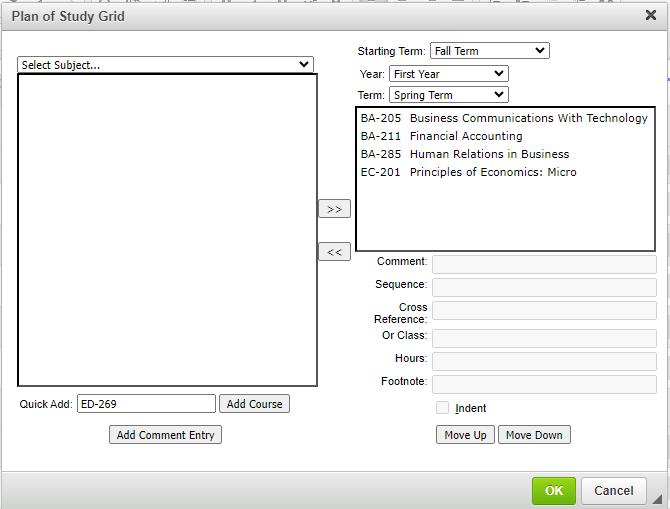 Plan of Study Grid
Starting Term: Fall Term
Select Subject...
Year: First Year
Term: Spring Term
BA-205 Business Communications With Technology
BA-211 Financial Accounting
BA-285 Human Relations in Business
EC-201 Principles of Economics: Micro
>>
<<
Comment:
Sequence:
Cross
Reference:
Or Class:
Hours:
Footnote:
Quick Add: ED-269 Add Course
Indent
Add Comment Entry
Move Up Move Down
OK Cancel